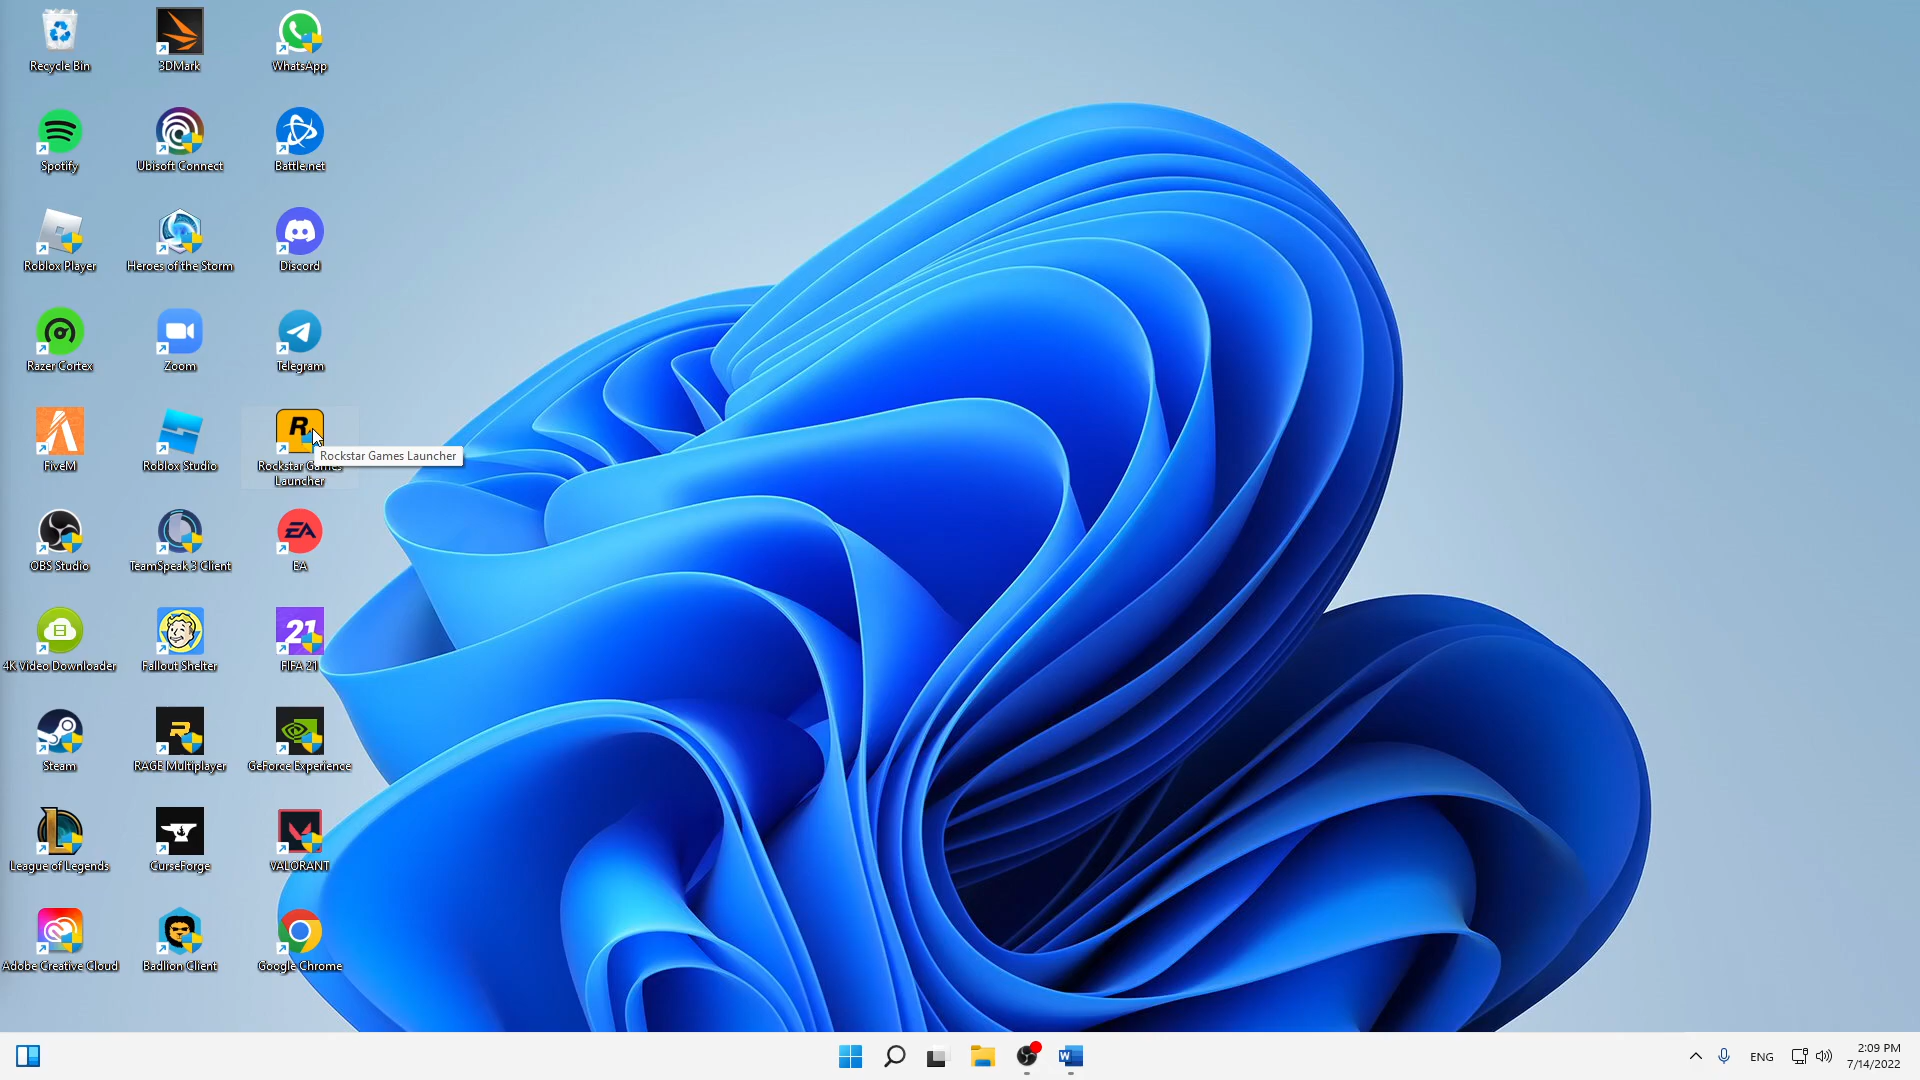 Recycle Bin
3DMark
WhatsApp
Spotify
Ubisoft Connect
Battle.net
Roblox Player
Heroes of the Storm
Discord
Razer Cortex
Zoom
Telegram
FiveM
Roblox Studio
R
Rockstar Games
Launcher
Rockstar Games Launcher
OBS Studio
TeamSpeak 3 Client
EA
EA
4K Video Downloader
Fallout Shelter
21
FIFA 21
Steam
RAGE Multiplayer
GeForce Experience
League of Legends
CurseForge
VALORANT
Adobe Creative Cloud
Badlion Client
Google Chrome
W
ENG
2:09 PM
7/14/2022